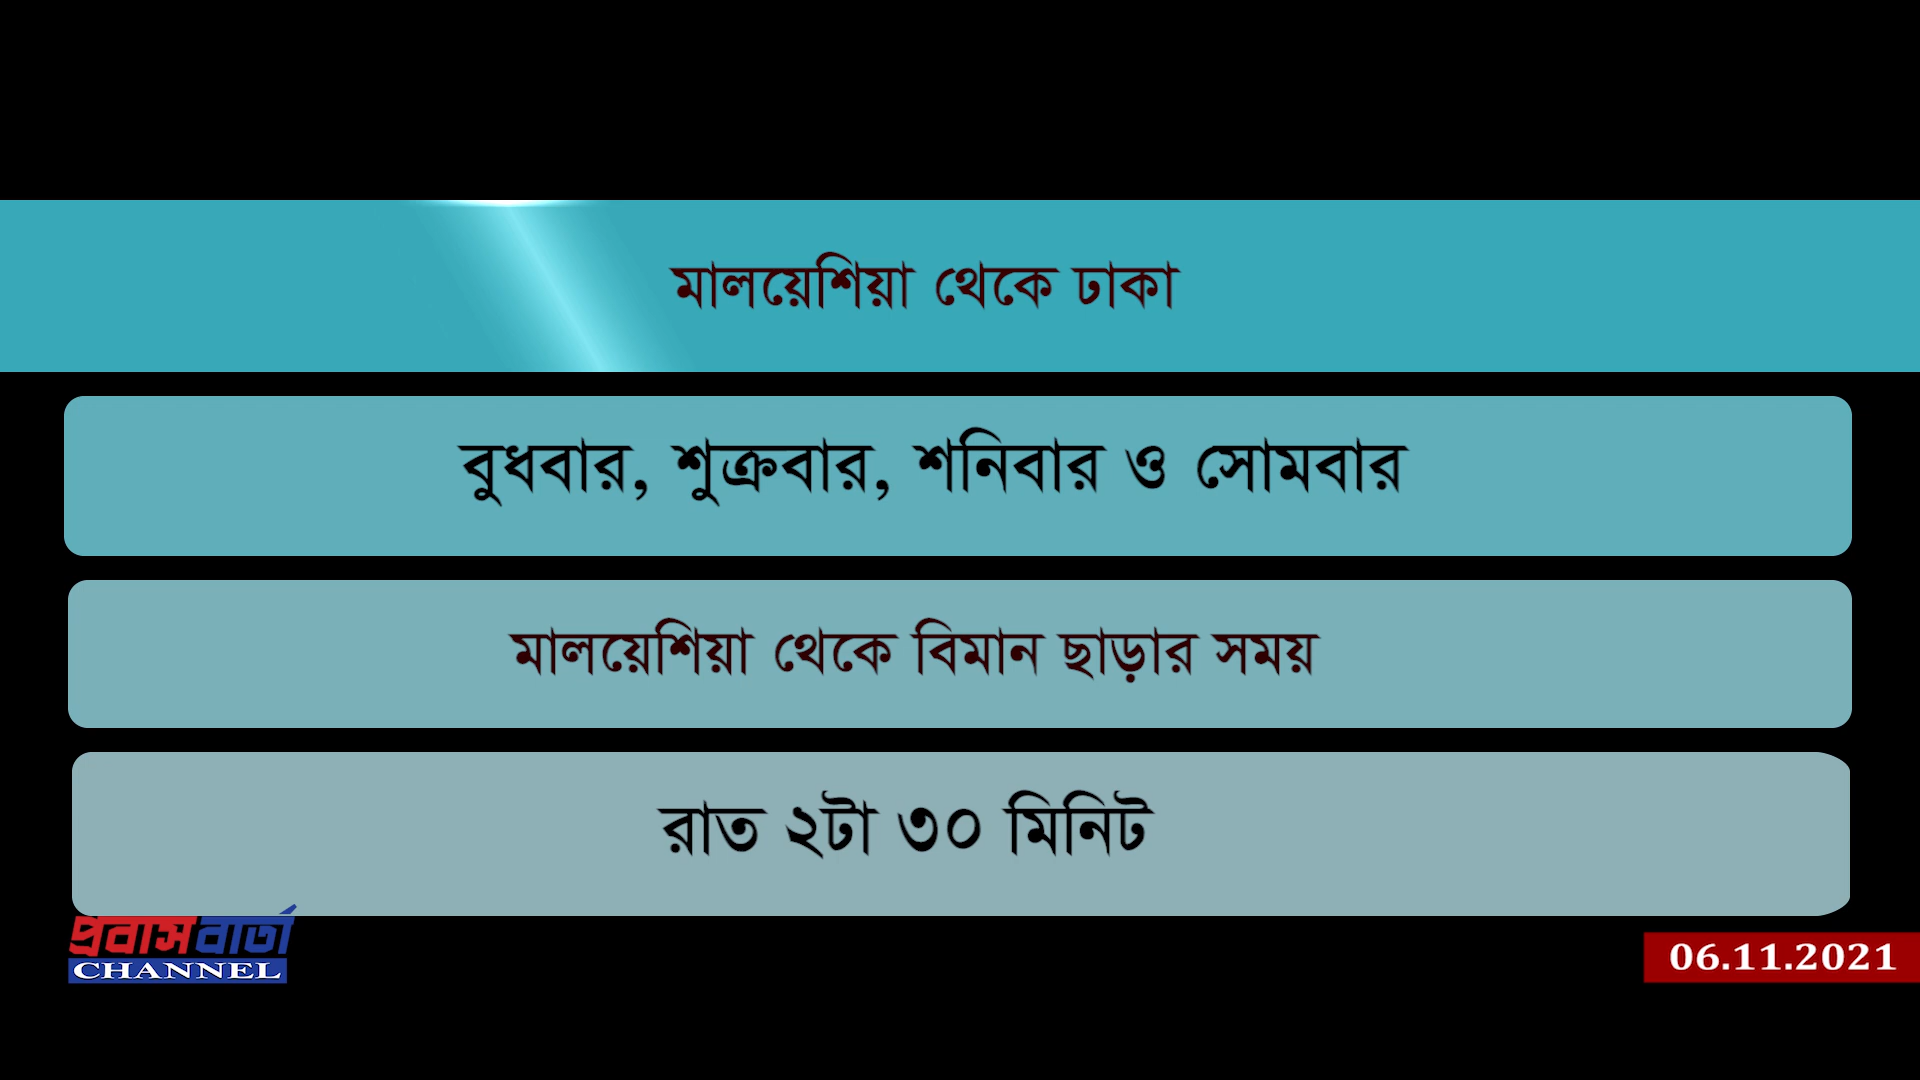 মালয়েশিয়া থেকে ঢাকা
বুধবার, শুক্রবার, শনিবার ও সোমবার
মালয়েশিয়া থেকে বিমান ছাড়ার সময়
রাত ২টা ৩০ মিনিট
প্রবাসবার্তা
CHANNEL
06.11.2021